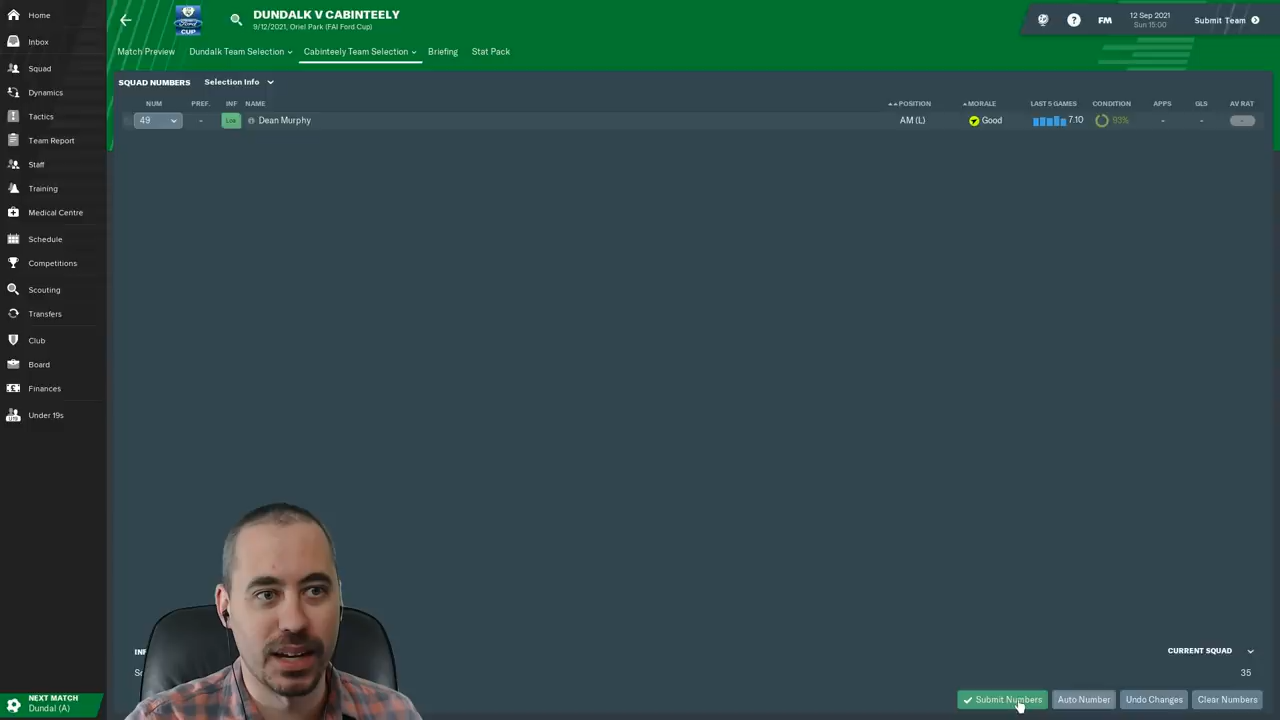 Home
Inbox
Squad
Dynamics
Tactics
Team Report
Staff
Training
Medical Centre
Schedule
Competitions
Scouting
Transfers
Club
Board
Finances
Under 19s
NEXT MATCH
Dundal (A)
CUP
DUNDALK V CABINTEELY
9/12/2021, Oriel Park (FAI Ford Cup)
FM
12 Sep 2021
Sun 15:00
Submit Team
Match Preview Dundalk Team Selection Cabinteely Team Selection Briefing Stat Pack
SQUAD NUMBERS Selection Info
NUM PREF. INF NAME POSITION MORALE LAST 5 GAMES CONDITION APPS GLS AV RAT
49 - Loa Dean Murphy AM (L) Good 7.10 93% - - -
CURRENT SQUAD
35
Submit Numbers Auto Number Undo Changes Clear Numbers